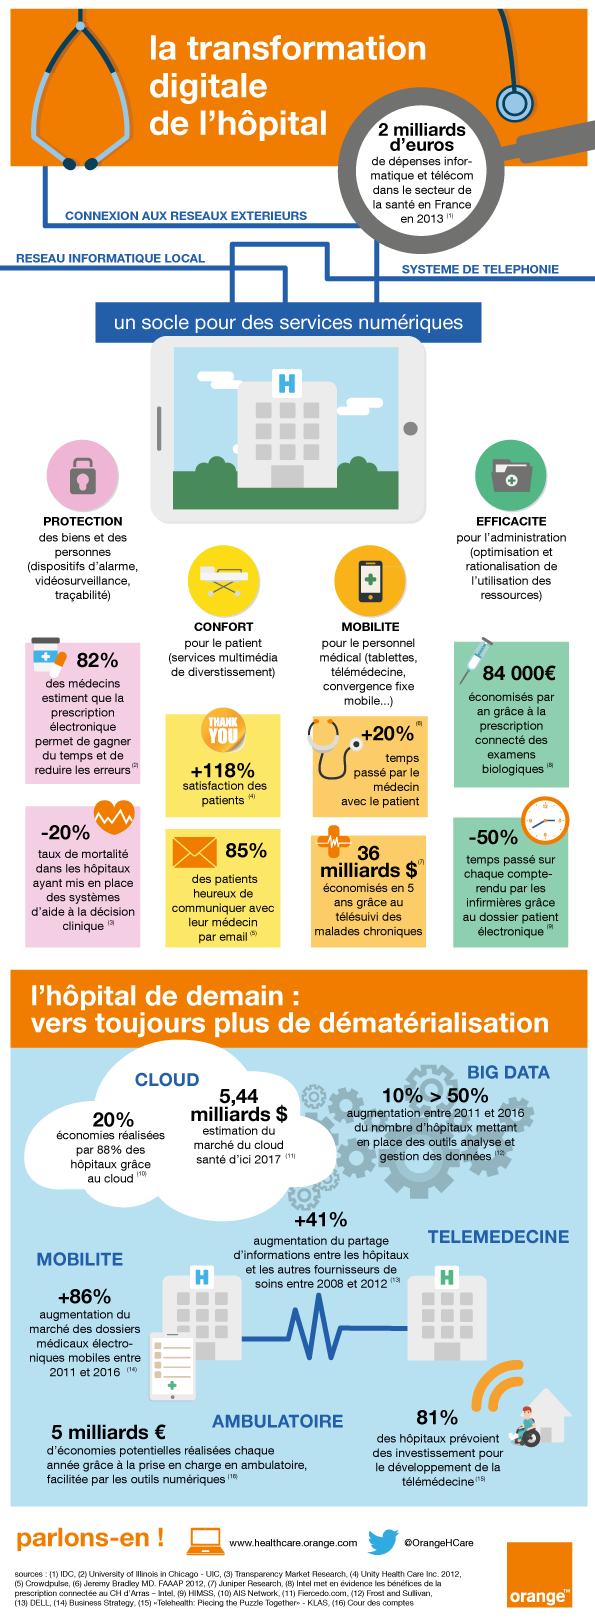 la transformation
digitale
de l'hôpital
2 milliards
d'euros
de dépenses infor-
matique et télécom
dans le secteur de
la santé en France
en 2013 (1)
CONNEXION AUX RESEAUX EXTERIEURS
RESEAU INFORMATIQUE LOCAL
SYSTEME DE TELEPHONIE
un socle pour des services numériques
H
PROTECTION
des biens et des
personnes
(dispositifs d'alarme,
vidéosurveillance,
traçabilité)
82%
des médecins
estiment que la
prescription
électronique
permet de gagner
du temps et de
reduire les erreurs (2)
-20%
taux de mortalité
dans les hôpitaux
ayant mis en place
des systèmes
d'aide à la décision
clinique (3)
CONFORT
pour le patient
(services multimédia
de diverstissement)
THANK
YOU
+118%
satisfaction des
patients (4)
85%
des patients
heureux de
communiquer avec
leur médecin
par email (5)
MOBILITE
pour le personnel
médical (tablettes,
télémédecine,
convergence fixe
mobile...)
+20% (6)
temps
passé par le
médecin
avec le patient
36
milliards $ (7)
économisés en 5
ans grâce au
télésuivi des
malades chroniques
EFFICACITE
pour l'administration
(optimisation et
rationalisation de
l'utilisation des
ressources)
84 000€
économisés par
an grâce à la
prescription
connecté des
examens
biologiques (8)
12
3
6
9
-50%
temps passé sur
chaque compte-
rendu par les
infirmières grâce
au dossier patient
électronique (9)
l'hôpital de demain :
vers toujours plus de dématérialisation
CLOUD
20%
économies réalisées
par 88% des
hôpitaux grâce
au cloud (10)
5,44
milliards $
estimation du
marché du cloud
santé d'ici 2017 (11)
BIG DATA
10% > 50%
augmentation entre 2011 et 2016
du nombre d'hôpitaux mettant
en place des outils analyse et
gestion des données (12)
+41%
augmentation du partage
d'informations entre les hôpitaux
et les autres fournisseurs de
soins entre 2008 et 2012 (13)
TELEMEDECINE
MOBILITE
+86%
augmentation du
marché des dossiers
médicaux électro-
niques mobiles entre
2011 et 2016 (14)
H
H
AMBULATOIRE
5 milliards €
d'économies potentielles réalisées chaque
année grâce à la prise en charge en ambulatoire,
facilitée par les outils numériques (16)
81%
des hôpitaux prévoient
des investissement pour
le développement de la
télémédecine (15)
parlons-en !
www.healthcare.orange.com
@OrangeHCare
sources : (1) IDC, (2) University of Illinois in Chicago - UIC, (3) Transparency Market Research, (4) Unity Health Care Inc. 2012,
(5) Crowdpulse, (6) Jeremy Bradley MD. FAAAP 2012, (7) Juniper Research, (8) Intel met en évidence les bénéfices de la
prescription connectée au CH d'Arras – Intel, (9) HIMSS, (10) AIS Network, (11) Fiercedo.com, (12) Frost and Sullivan,
(13) DELL, (14) Business Strategy, (15) «Telehealth: Piecing the Puzzle Together» - KLAS, (16) Cour des comptes
orange™